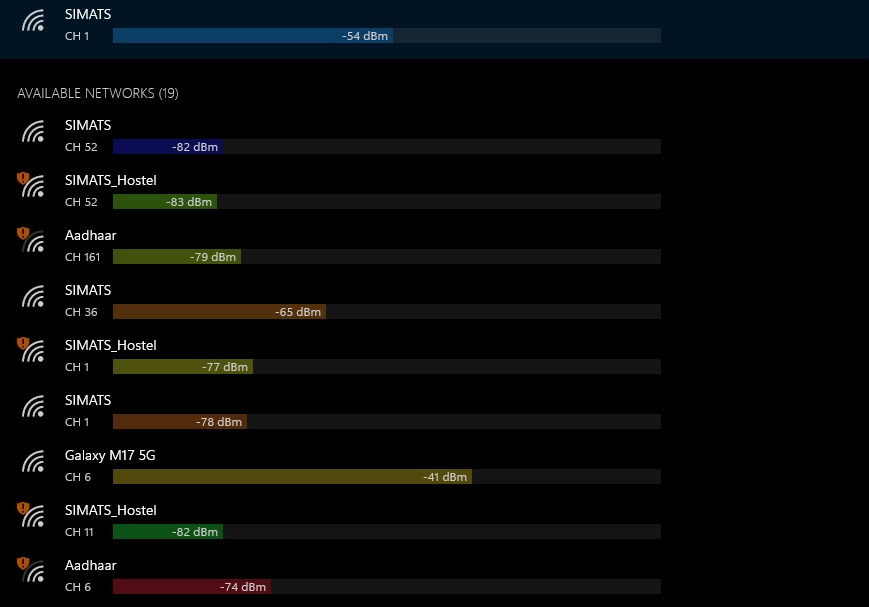 SIMATS
CH 1 -54 dBm
AVAILABLE NETWORKS (19)
SIMATS
CH 52 -82 dBm
SIMATS_Hostel
CH 52 -83 dBm
Aadhaar
CH 161 -79 dBm
SIMATS
CH 36 -65 dBm
SIMATS_Hostel
CH 1 -77 dBm
SIMATS
CH 1 -78 dBm
Galaxy M17 5G
CH 6 -41 dBm
SIMATS_Hostel
CH 11 -82 dBm
Aadhaar
CH 6 -74 dBm